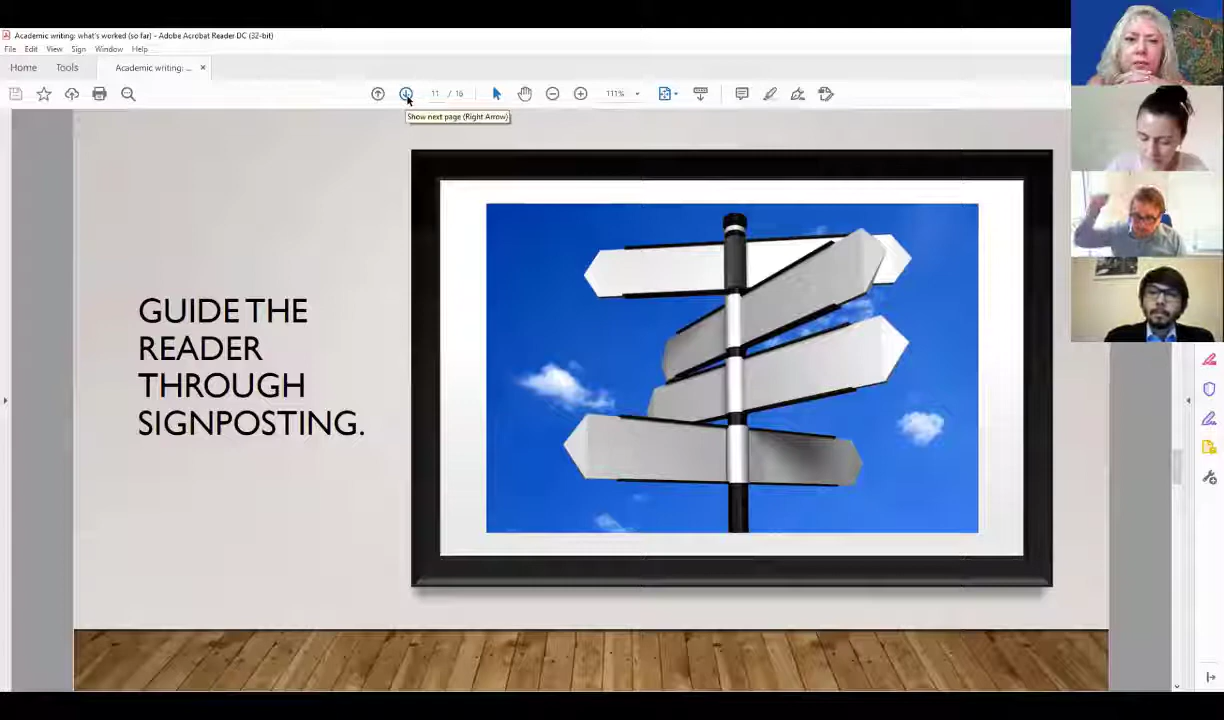 Academic writing: what's worked (so far) - Adobe Acrobat Reader DC (32-bit)
File Edit View Sign Window Help
Home Tools Academic writing: ... ×
11 / 16 111%
Show next page (Right Arrow)
GUIDE THE
READER
THROUGH
SIGNPOSTING.